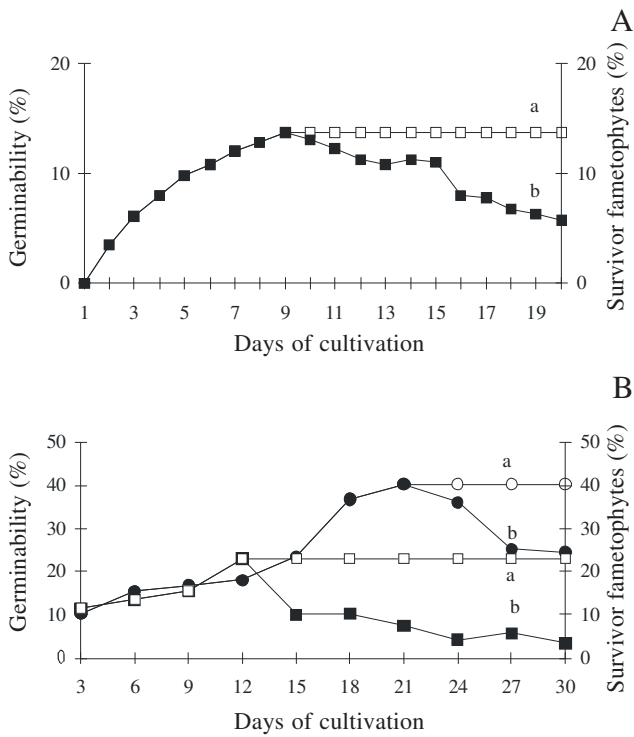 A
20
20
10
10
0
0
a
b
Germinability (%)
Survivor fametophytes (%)
1 3 5 7 9 11 13 15 17 19
Days of cultivation
B
50
50
40
40
30
30
20
20
10
10
0
0
a
b
a
b
Germinability (%)
Survivor fametophytes (%)
3 6 9 12 15 18 21 24 27 30
Days of cultivation